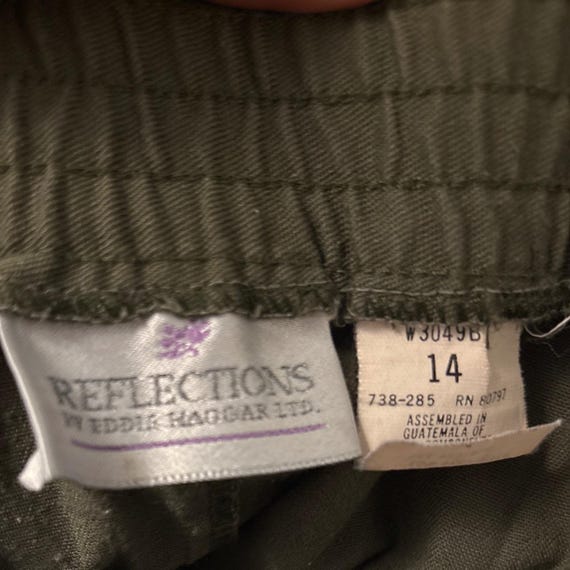 REFLECTIONS
BY EDDIE HAGGAR LTD.
W3049B
14
738-285 RN 80797
ASSEMBLED IN
GUATEMALA OF